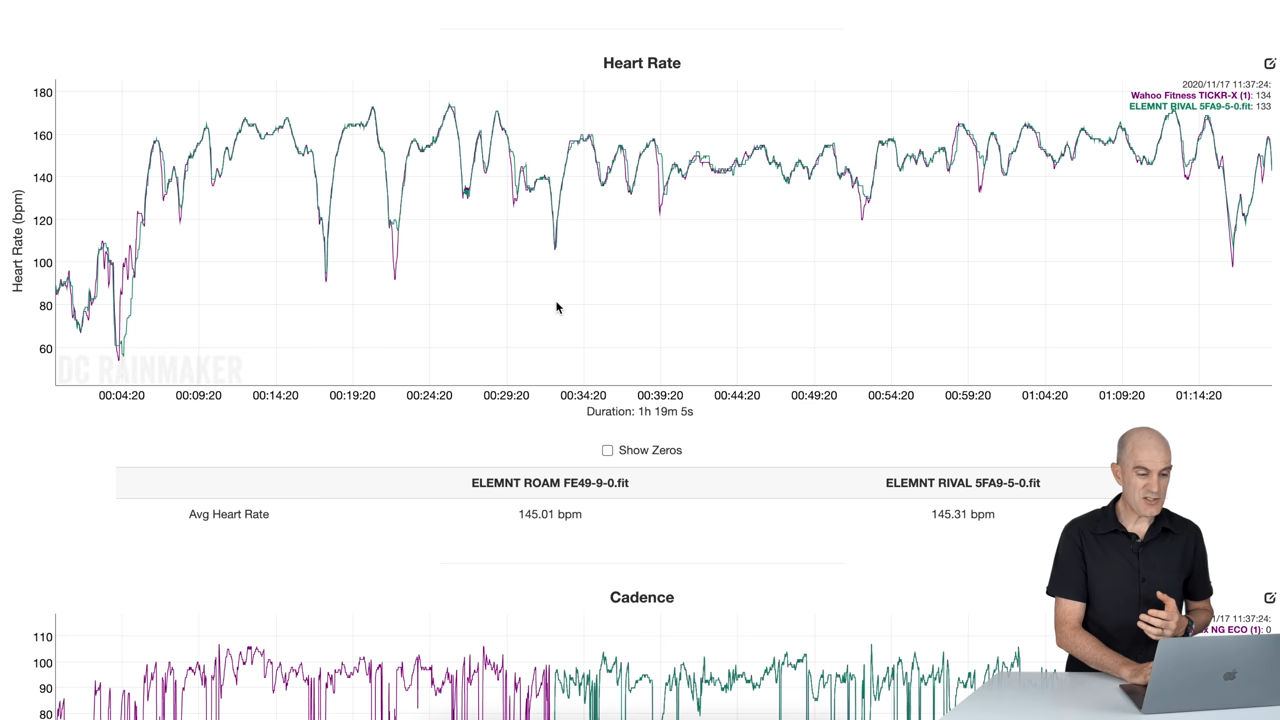 Heart Rate
2020/11/17 11:37:24:
Wahoo Fitness TICKR-X (1): 134
ELEMNT RIVAL 5FA9-5-0.fit: 133
Heart Rate (bpm)
180
160
140
120
100
80
60
DC RAINMAKER
00:04:20 00:09:20 00:14:20 00:19:20 00:24:20 00:29:20 00:34:20 00:39:20 00:44:20 00:49:20 00:54:20 00:59:20 01:04:20 01:09:20 01:14:20
Duration: 1h 19m 5s
Show Zeros
ELEMNT ROAM FE49-9-0.fit ELEMNT RIVAL 5FA9-5-0.fit
Avg Heart Rate 145.01 bpm 145.31 bpm
Cadence
/17 11:37:24:
NG ECO (1): 0
110
100
90
80